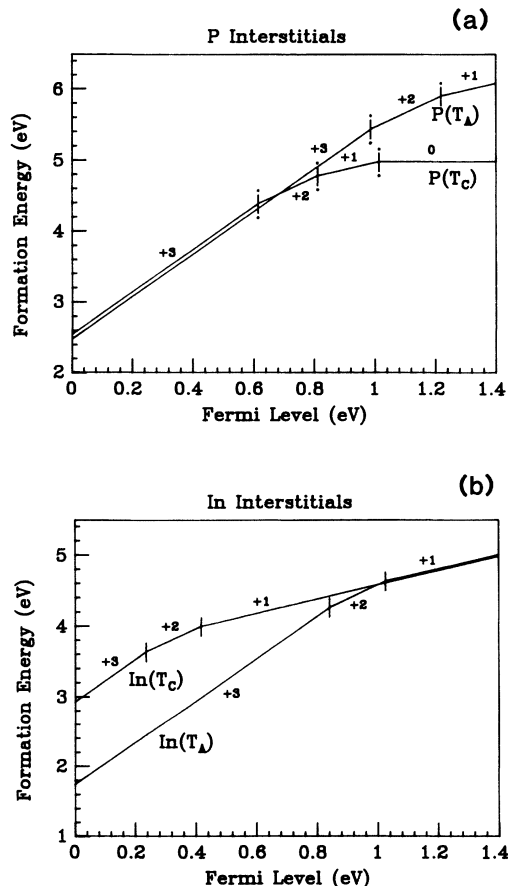 (a)
P Interstitials
Formation Energy (eV)
6
5
4
3
2
+1
+2
P(T_A)
+3
+1
0
P(T_C)
+2
+3
0 0.2 0.4 0.6 0.8 1 1.2 1.4
Fermi Level (eV)
(b)
In Interstitials
Formation Energy (eV)
5
4
3
2
1
+1
+1
+2
+2
+3
In(T_C)
+3
In(T_A)
0 0.2 0.4 0.6 0.8 1 1.2 1.4
Fermi Level (eV)